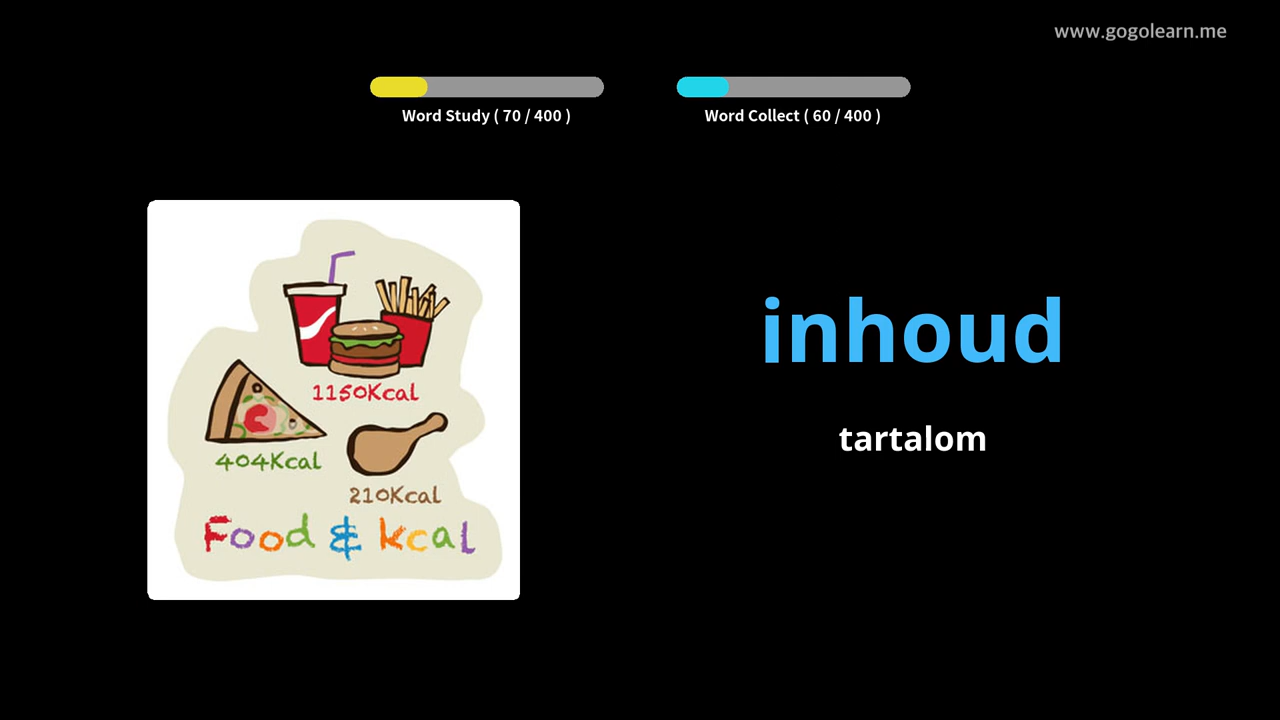 www.gogolearn.me
Word Study ( 70 / 400 )
Word Collect ( 60 / 400 )
1150Kcal
404Kcal
210Kcal
Food & kcal
inhoud
tartalom